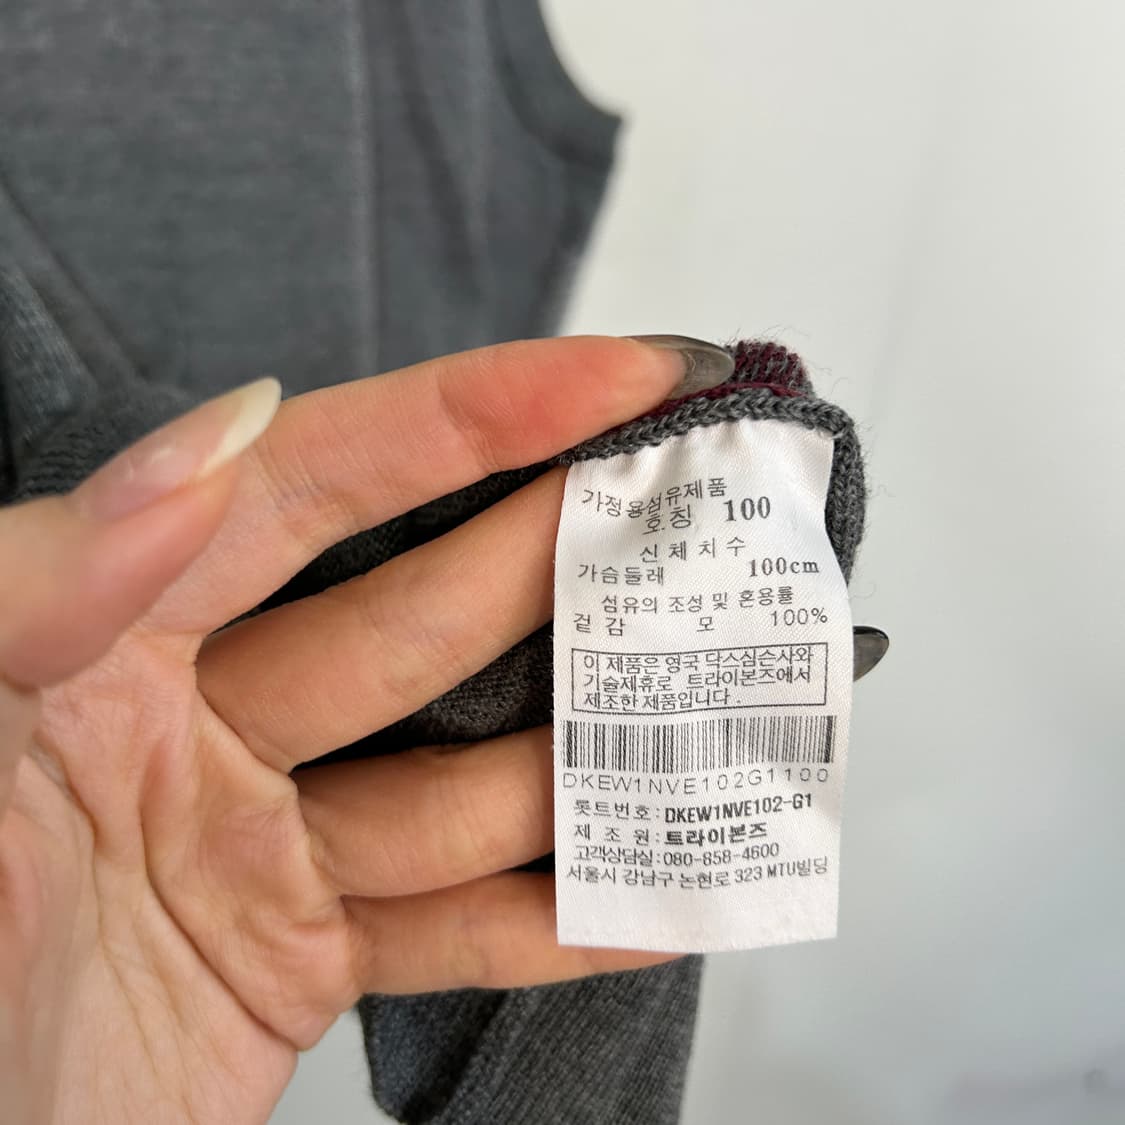 가정용섬유제품
호칭 100
신체치수
가슴둘레 100cm
섬유의 조성 및 혼용률
겉감 모 100%
이 제품은 영국 닥스심슨사와
기술제휴로 트라이본즈에서
제조한 제품입니다.
DKEW1NVE102G1100
롯트번호:DKEW1NVE102-G1
제조원:트라이본즈
고객상담실:080-858-4600
서울시 강남구 논현로 323 MTU빌딩